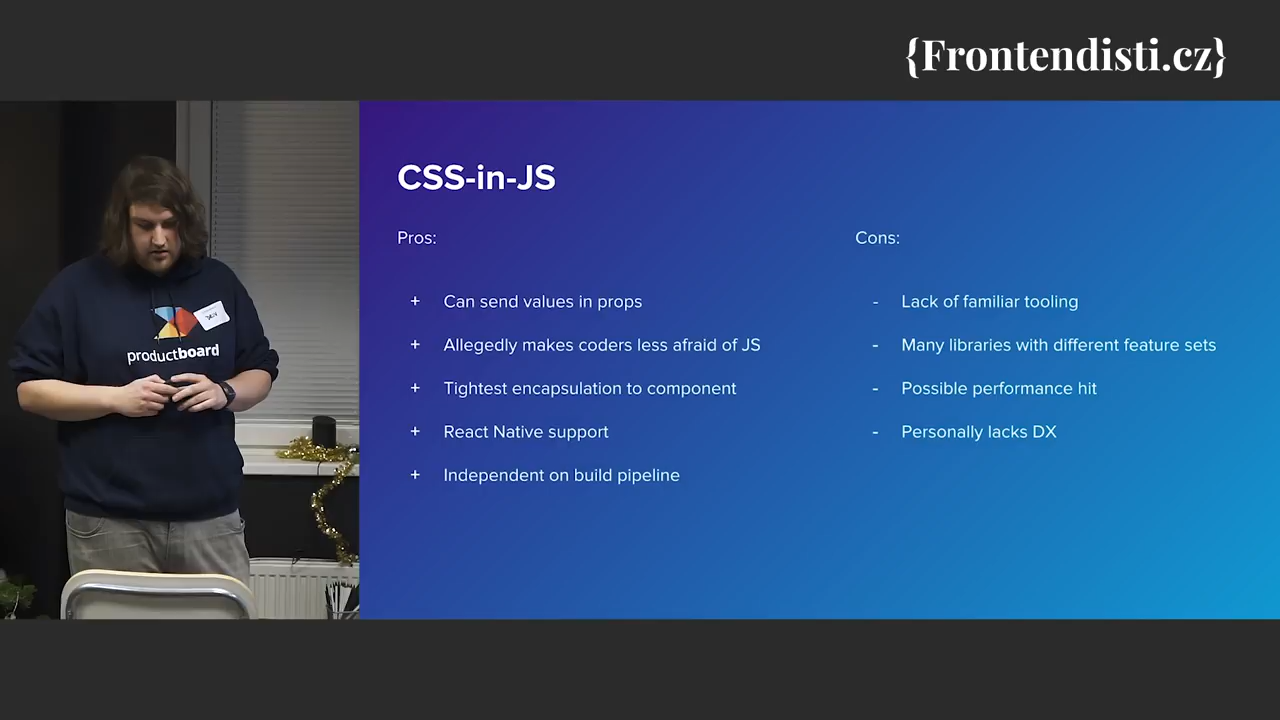 {Frontendisti.cz}
CSS-in-JS
Pros:
+ Can send values in props
+ Allegedly makes coders less afraid of JS
+ Tightest encapsulation to component
+ React Native support
+ Independent on build pipeline
Cons:
- Lack of familiar tooling
- Many libraries with different feature sets
- Possible performance hit
- Personally lacks DX
productboard